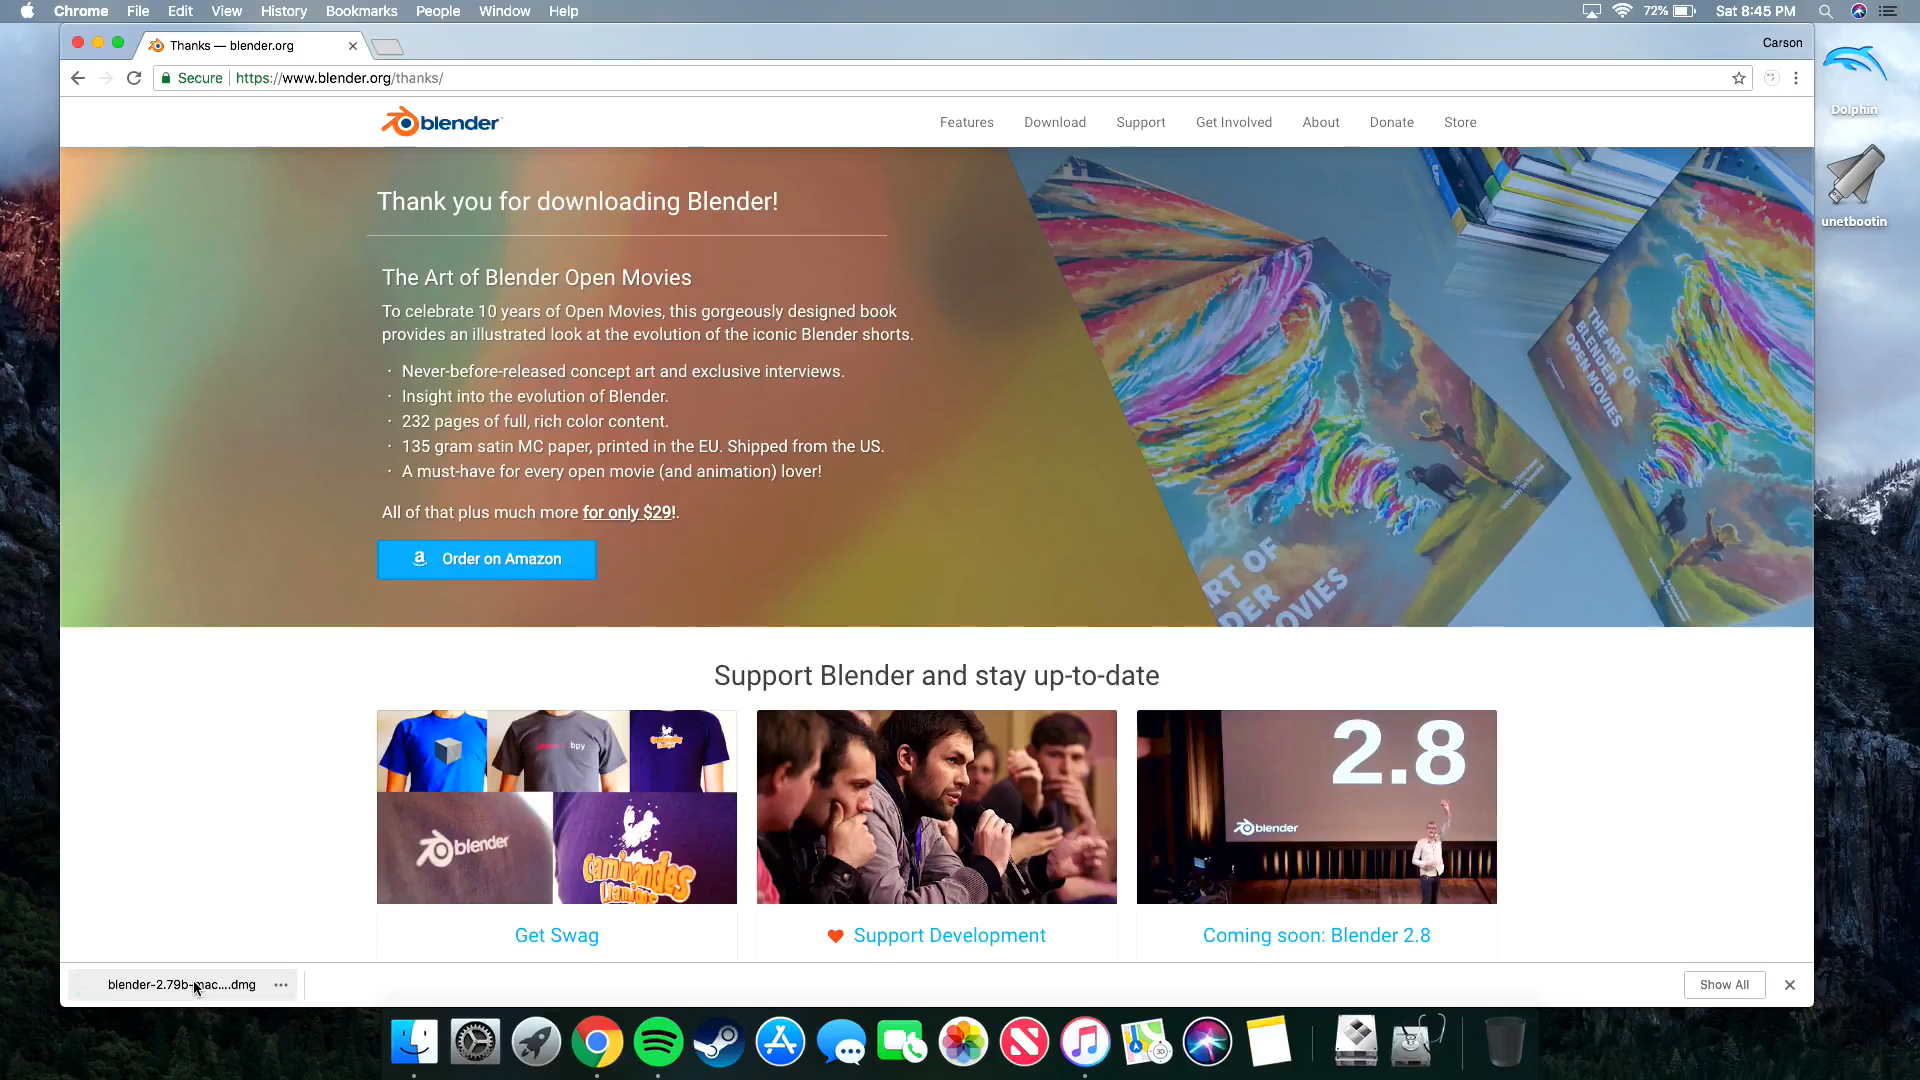 Chrome File Edit View History Bookmarks People Window Help 72% Sat 8:45 PM
Thanks — blender.org Carson
Secure https://www.blender.org/thanks/
Dolphin
blender Features Download Support Get Involved About Donate Store
unetbootin
Thank you for downloading Blender!
The Art of Blender Open Movies
To celebrate 10 years of Open Movies, this gorgeously designed book
provides an illustrated look at the evolution of the iconic Blender shorts.
· Never-before-released concept art and exclusive interviews.
· Insight into the evolution of Blender.
· 232 pages of full, rich color content.
· 135 gram satin MC paper, printed in the EU. Shipped from the US.
· A must-have for every open movie (and animation) lover!
All of that plus much more for only $29!.
Order on Amazon
THE ART OF
BLENDER
OPEN MOVIES
ART OF
DER
OVIES
Support Blender and stay up-to-date
bpy
blender
Caminandes
Llamigos
2.8
blender
Get Swag
Support Development
Coming soon: Blender 2.8
blender-2.79b-mac....dmg
Show All
3D